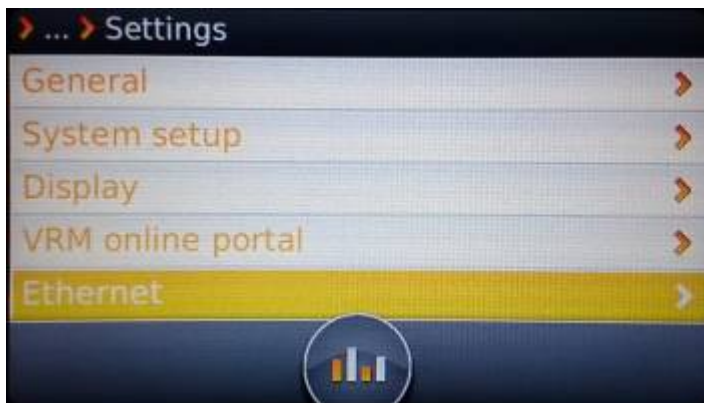 ... Settings
General
System setup
Display
VRM online portal
Ethernet